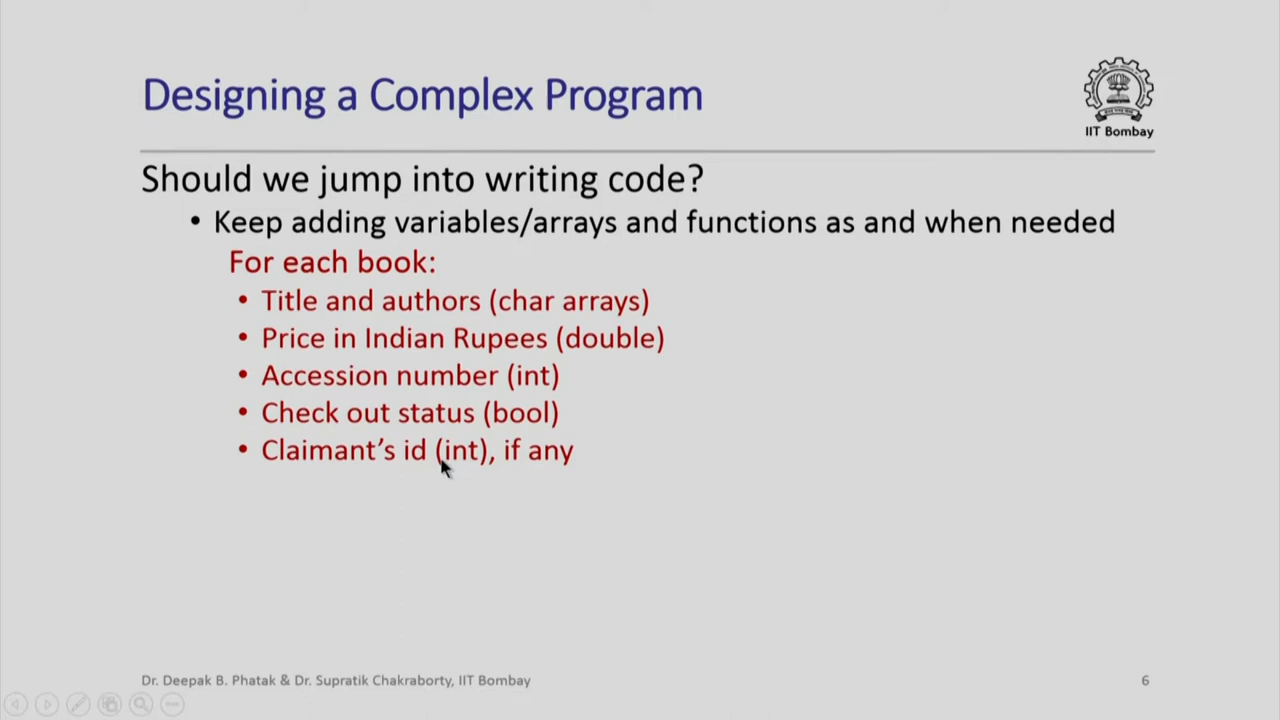 Designing a Complex Program
IIT Bombay
Should we jump into writing code?
• Keep adding variables/arrays and functions as and when needed
For each book:
• Title and authors (char arrays)
• Price in Indian Rupees (double)
• Accession number (int)
• Check out status (bool)
• Claimant’s id (int), if any
Dr. Deepak B. Phatak & Dr. Supratik Chakraborty, IIT Bombay
6